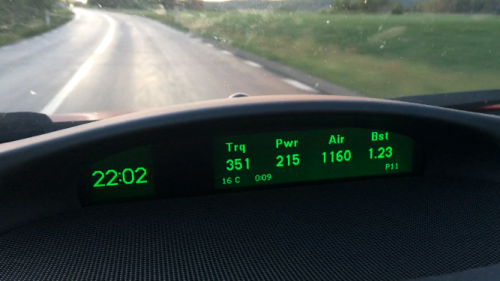 22:02
Trq Pwr Air Bst
351 215 1160 1.23
16 C 0:09 P11